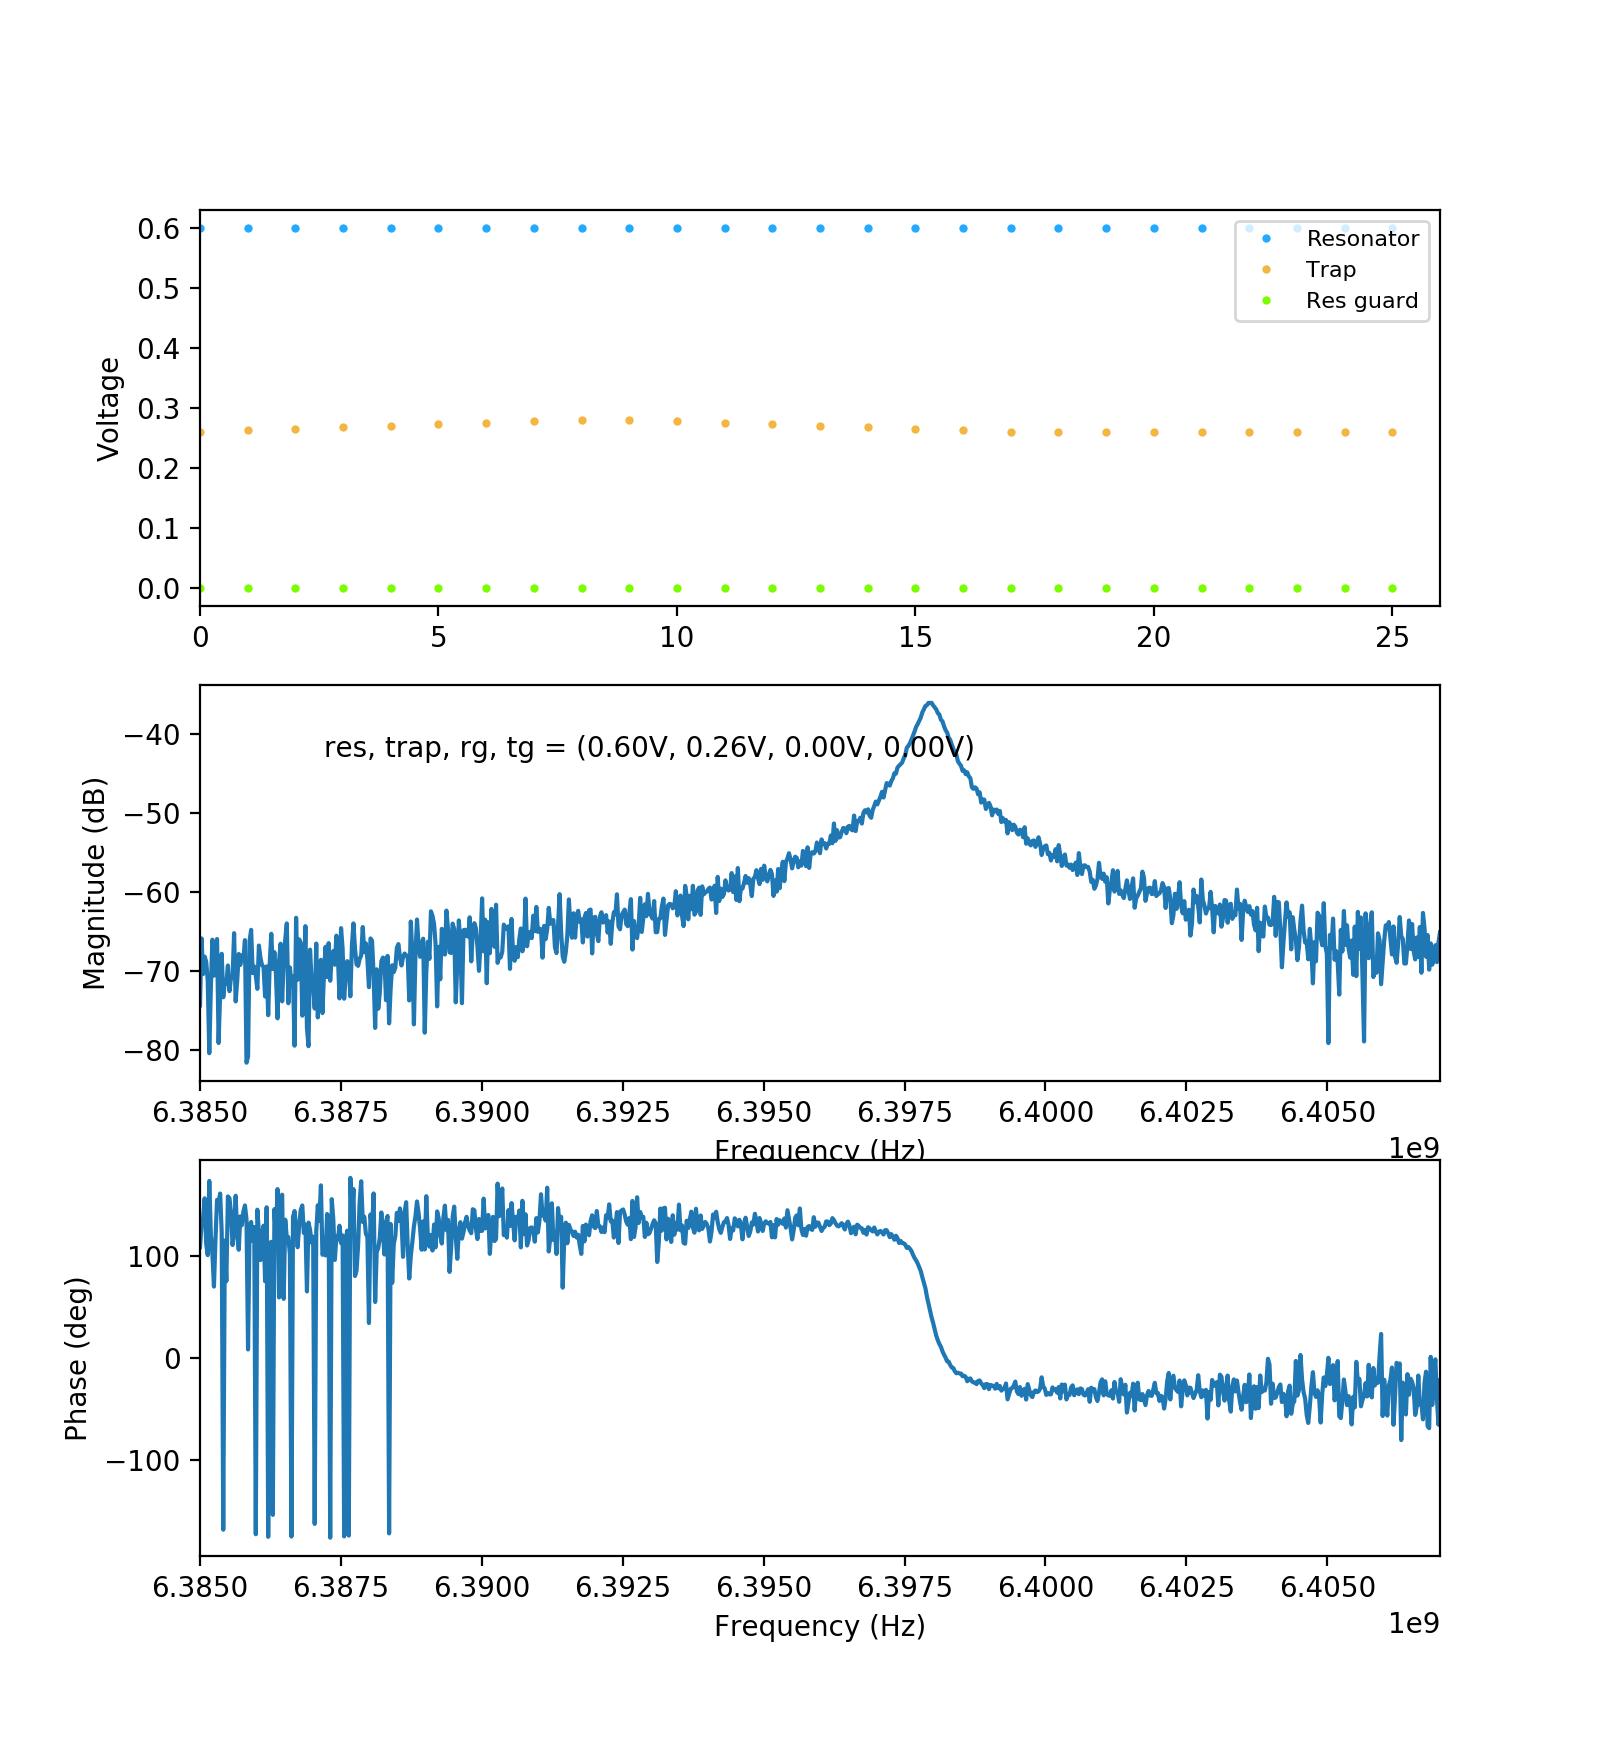 0.6
0.5
0.4
0.3
0.2
0.1
0.0
Voltage
Resonator
Trap
Res guard
0 5 10 15 20 25
−40
−50
−60
−70
−80
Magnitude (dB)
res, trap, rg, tg = (0.60V, 0.26V, 0.00V, 0.00V)
6.3850 6.3875 6.3900 6.3925 6.3950 6.3975 6.4000 6.4025 6.4050
Frequency (Hz)
1e9
100
0
−100
Phase (deg)
6.3850 6.3875 6.3900 6.3925 6.3950 6.3975 6.4000 6.4025 6.4050
Frequency (Hz)
1e9